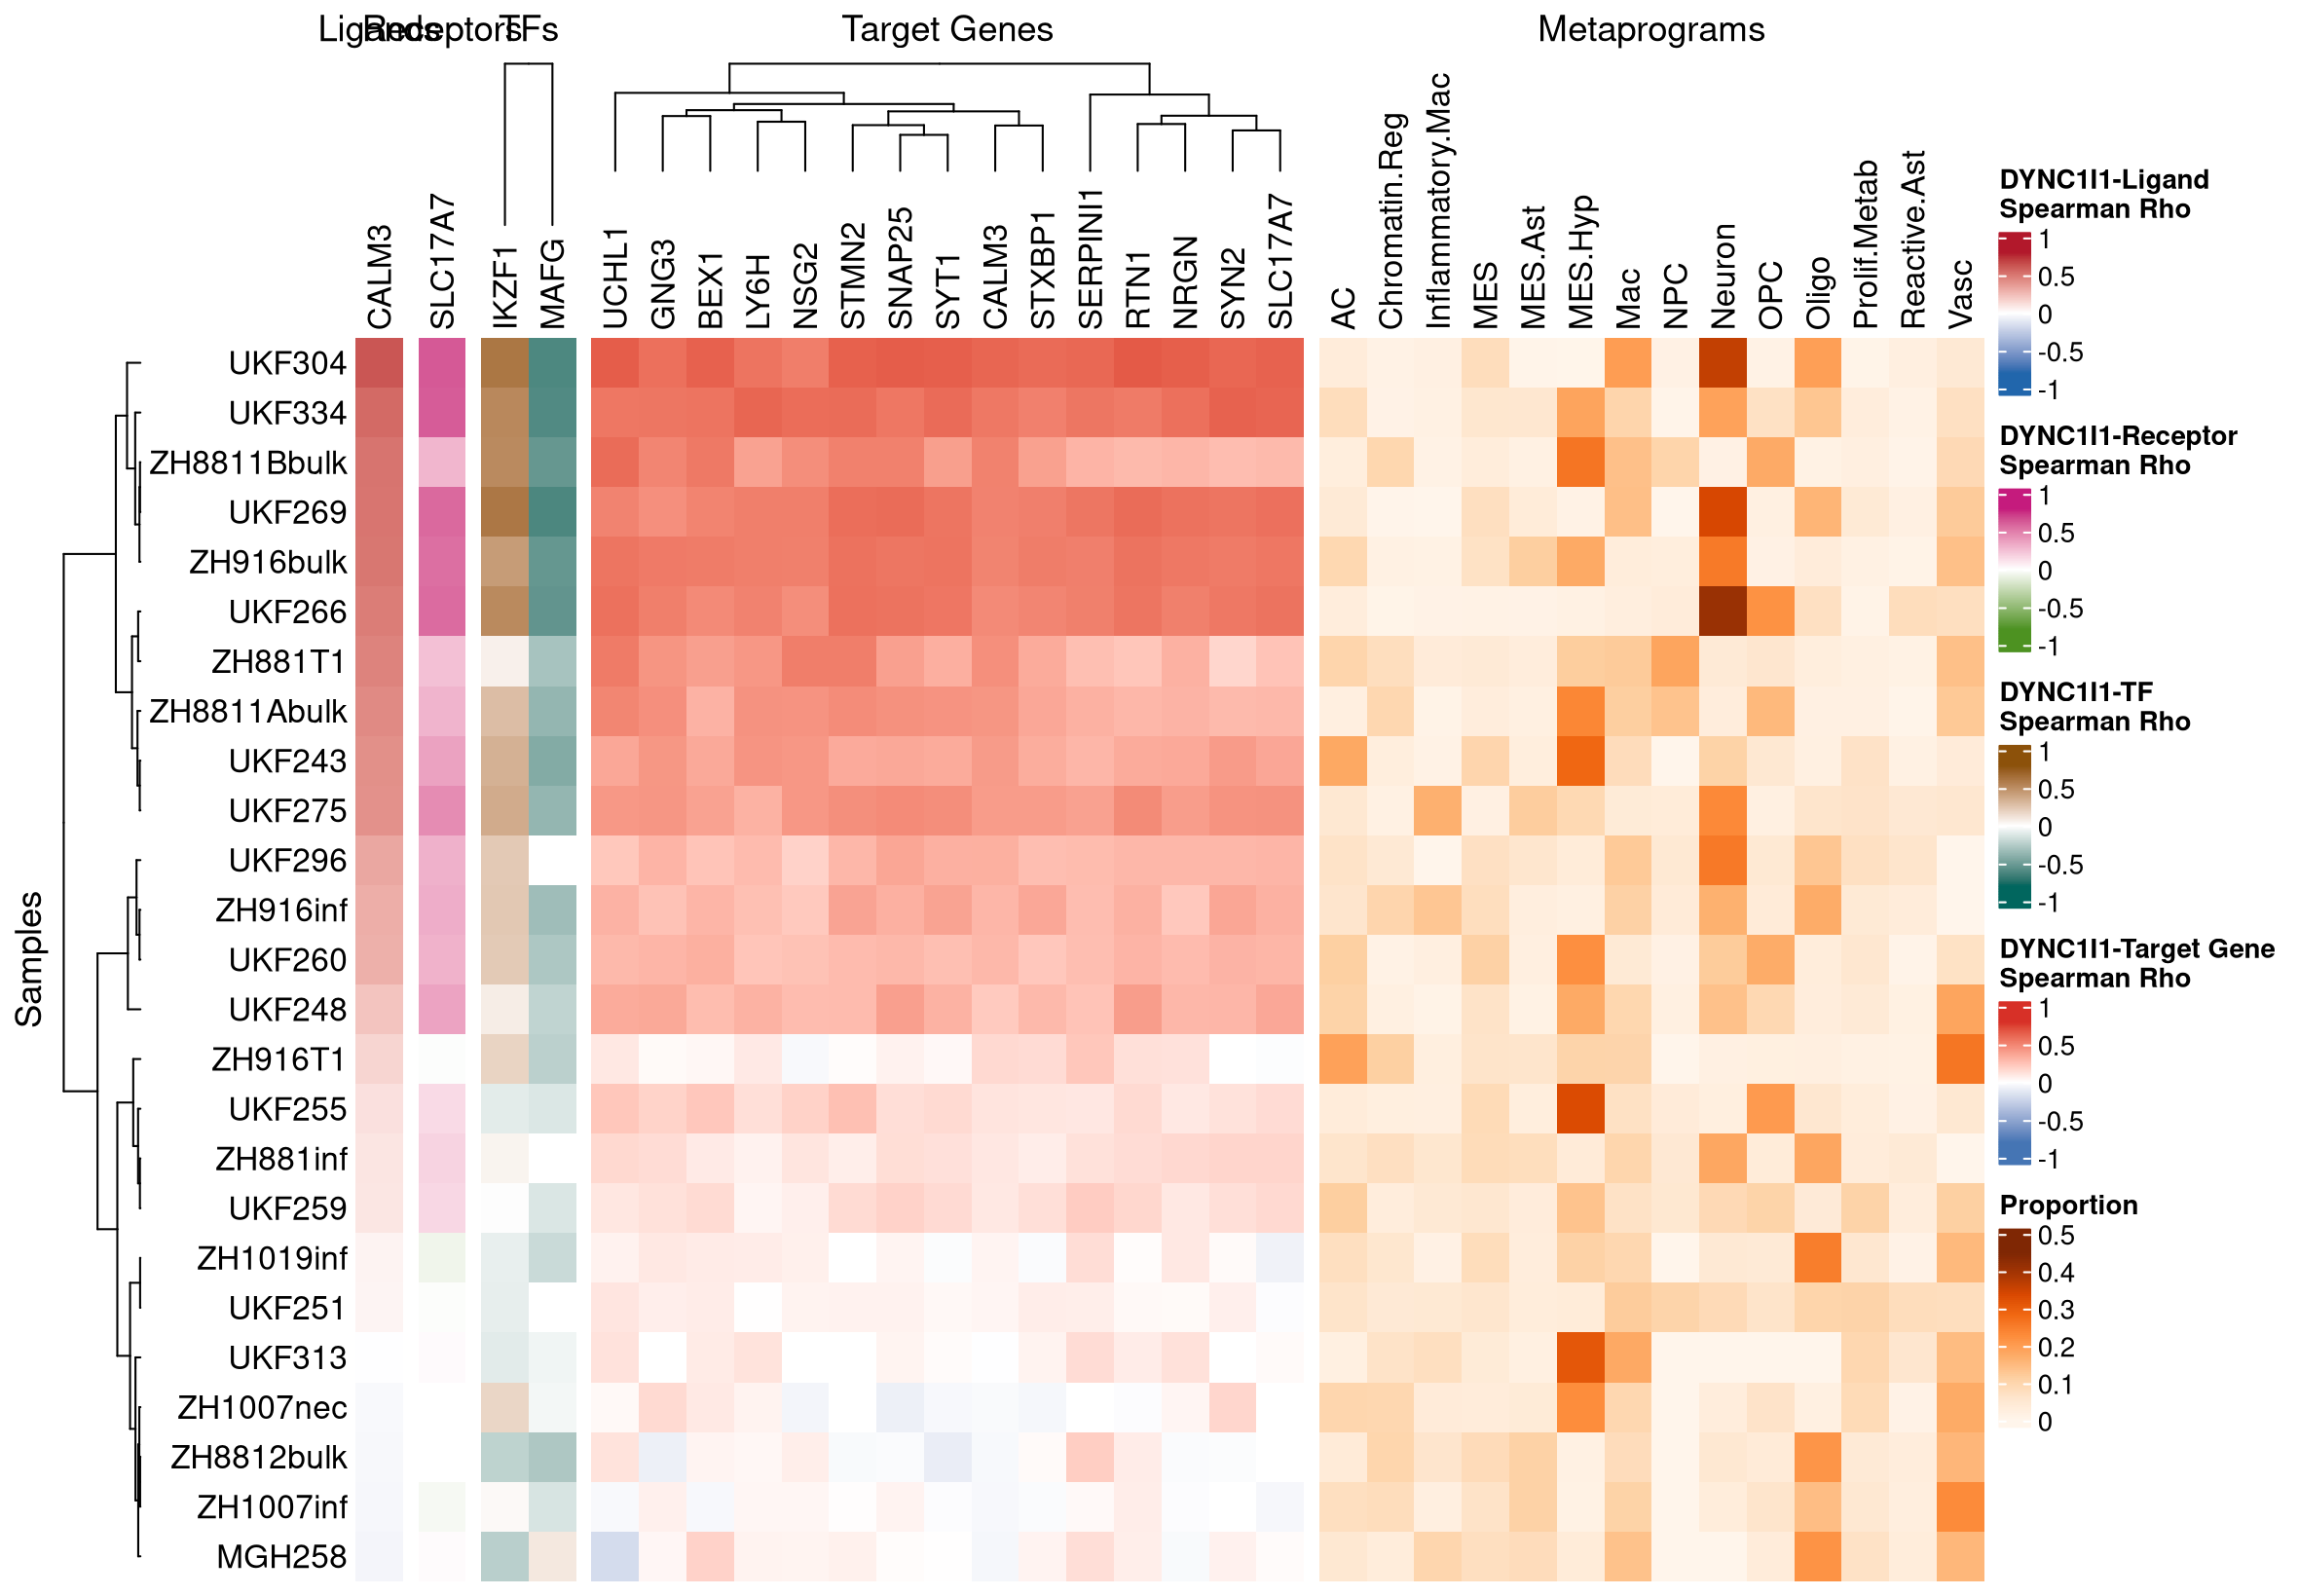 Ligands
Receptors
TFs
Target Genes
Metaprograms
CALM3
SLC17A7
IKZF1
MAFG
UCHL1
GNG3
BEX1
LY6H
NSG2
STMN2
SNAP25
SYT1
CALM3
STXBP1
SERPINI1
RTN1
NRGN
SYN2
SLC17A7
AC
Chromatin.Reg
Inflammatory.Mac
MES
MES.Ast
MES.Hyp
Mac
NPC
Neuron
OPC
Oligo
Prolif.Metab
Reactive.Ast
Vasc
Samples
UKF304
UKF334
ZH8811Bbulk
UKF269
ZH916bulk
UKF266
ZH881T1
ZH8811Abulk
UKF243
UKF275
UKF296
ZH916inf
UKF260
UKF248
ZH916T1
UKF255
ZH881inf
UKF259
ZH1019inf
UKF251
UKF313
ZH1007nec
ZH8812bulk
ZH1007inf
MGH258
DYNC1I1-Ligand
Spearman Rho
1
0.5
0
-0.5
-1
DYNC1I1-Receptor
Spearman Rho
1
0.5
0
-0.5
-1
DYNC1I1-TF
Spearman Rho
1
0.5
0
-0.5
-1
DYNC1I1-Target Gene
Spearman Rho
1
0.5
0
-0.5
-1
Proportion
0.5
0.4
0.3
0.2
0.1
0